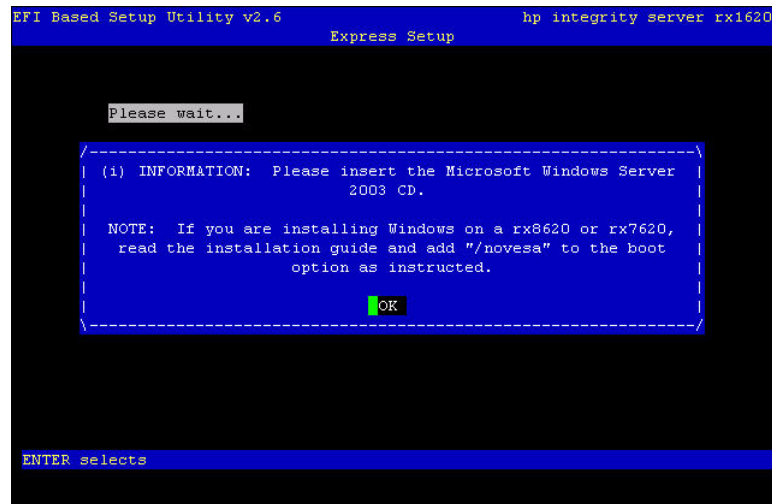 EFI Based Setup Utility v2.6 hp integrity server rx1620
Express Setup
Please wait...
(i) INFORMATION: Please insert the Microsoft Windows Server
2003 CD.
NOTE: If you are installing Windows on a rx8620 or rx7620,
read the installation guide and add "/novesa" to the boot
option as instructed.
OK
ENTER selects